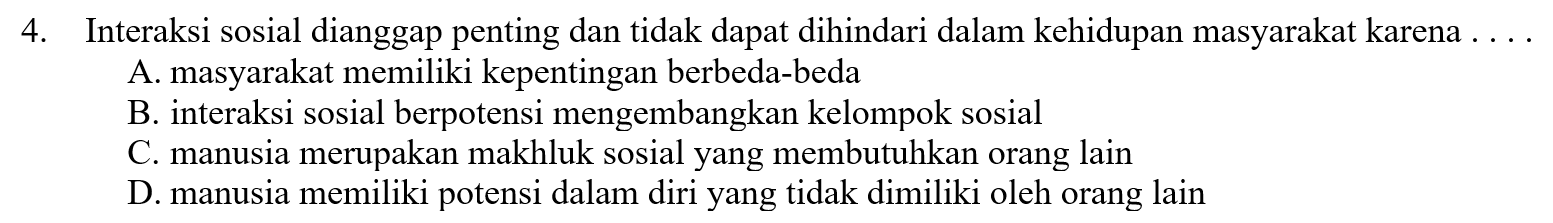 4. Interaksi sosial dianggap penting dan tidak dapat dihindari dalam kehidupan masyarakat karena . . . .
A. masyarakat memiliki kepentingan berbeda-beda
B. interaksi sosial berpotensi mengembangkan kelompok sosial
C. manusia merupakan makhluk sosial yang membutuhkan orang lain
D. manusia memiliki potensi dalam diri yang tidak dimiliki oleh orang lain